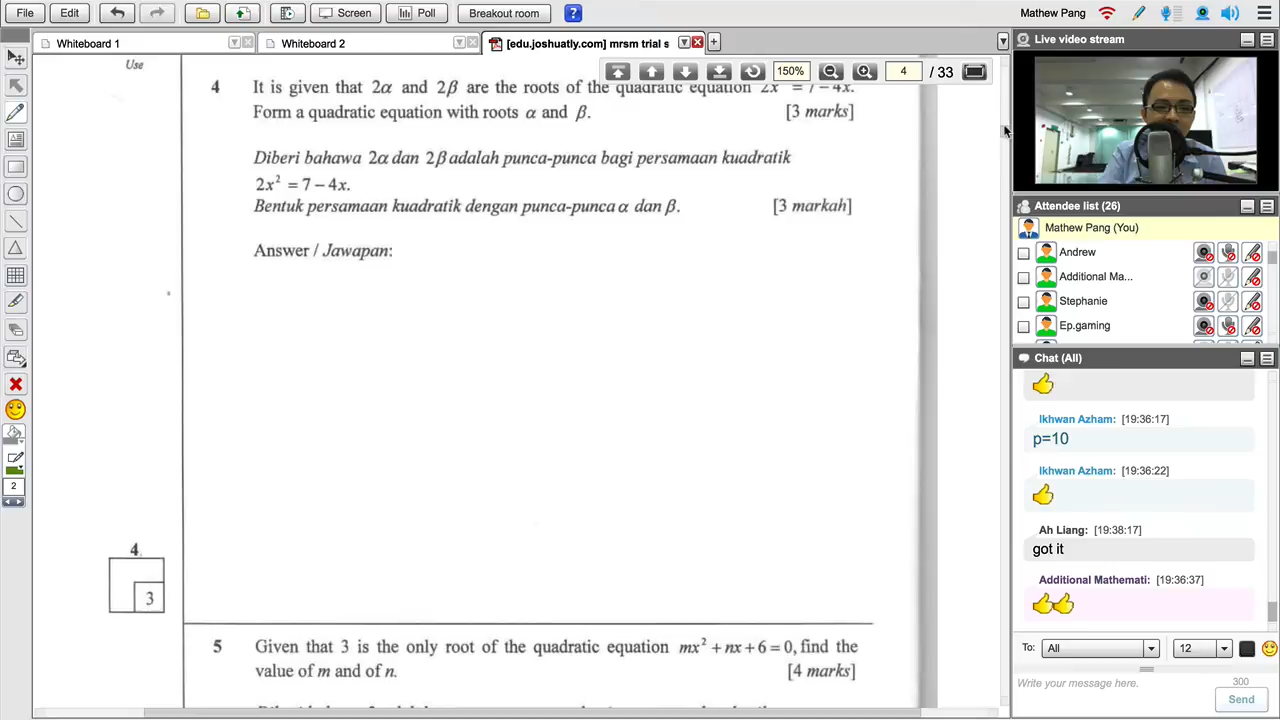 File
Edit
Screen
Poll
Breakout room
?
Mathew Pang
Whiteboard 1
Whiteboard 2
[edu.joshuatly.com] mrsm trial s
150%
4
/ 33
Use
4 It is given that 2α and 2β are the roots of the quadratic equation 2x² = 7 − 4x.
Form a quadratic equation with roots α and β. [3 marks]
Diberi bahawa 2α dan 2β adalah punca-punca bagi persamaan kuadratik
2x² = 7 − 4x.
Bentuk persamaan kuadratik dengan punca-punca α dan β. [3 markah]
Answer / Jawapan:
4
3
5 Given that 3 is the only root of the quadratic equation mx² + nx + 6 = 0, find the
value of m and of n. [4 marks]
2
Live video stream
Attendee list (26)
Mathew Pang (You)
Andrew
Additional Ma...
Stephanie
Ep.gaming
Chat (All)
Ikhwan Azham: [19:36:17]
p=10
Ikhwan Azham: [19:36:22]
Ah Liang: [19:38:17]
got it
Additional Mathemati: [19:36:37]
To: All 12
Write your message here. 300
Send